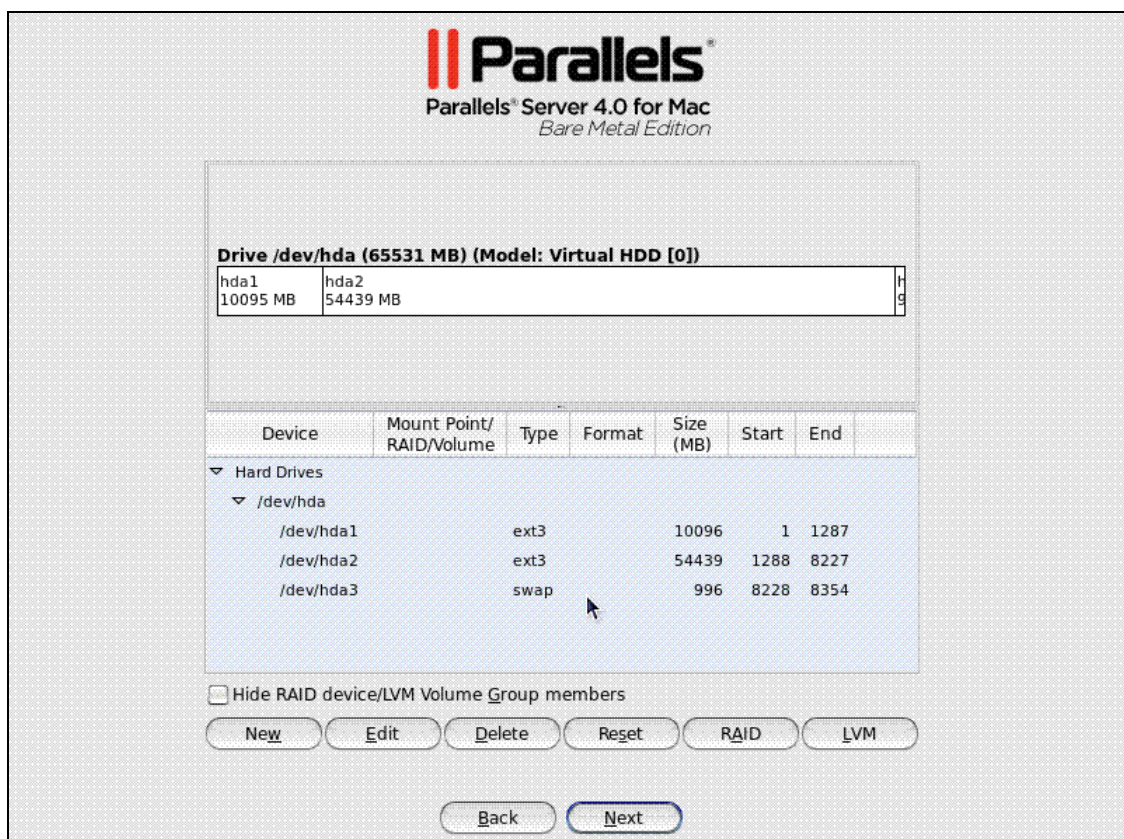 Parallels®
Parallels® Server 4.0 for Mac
Bare Metal Edition
Drive /dev/hda (65531 MB) (Model: Virtual HDD [0])
hda1 hda2 h
10095 MB 54439 MB 9
Device Mount Point/ RAID/Volume Type Format Size (MB) Start End
Hard Drives
/dev/hda
/dev/hda1 ext3 10096 1 1287
/dev/hda2 ext3 54439 1288 8227
/dev/hda3 swap 996 8228 8354
Hide RAID device/LVM Volume Group members
New Edit Delete Reset RAID LVM
Back Next